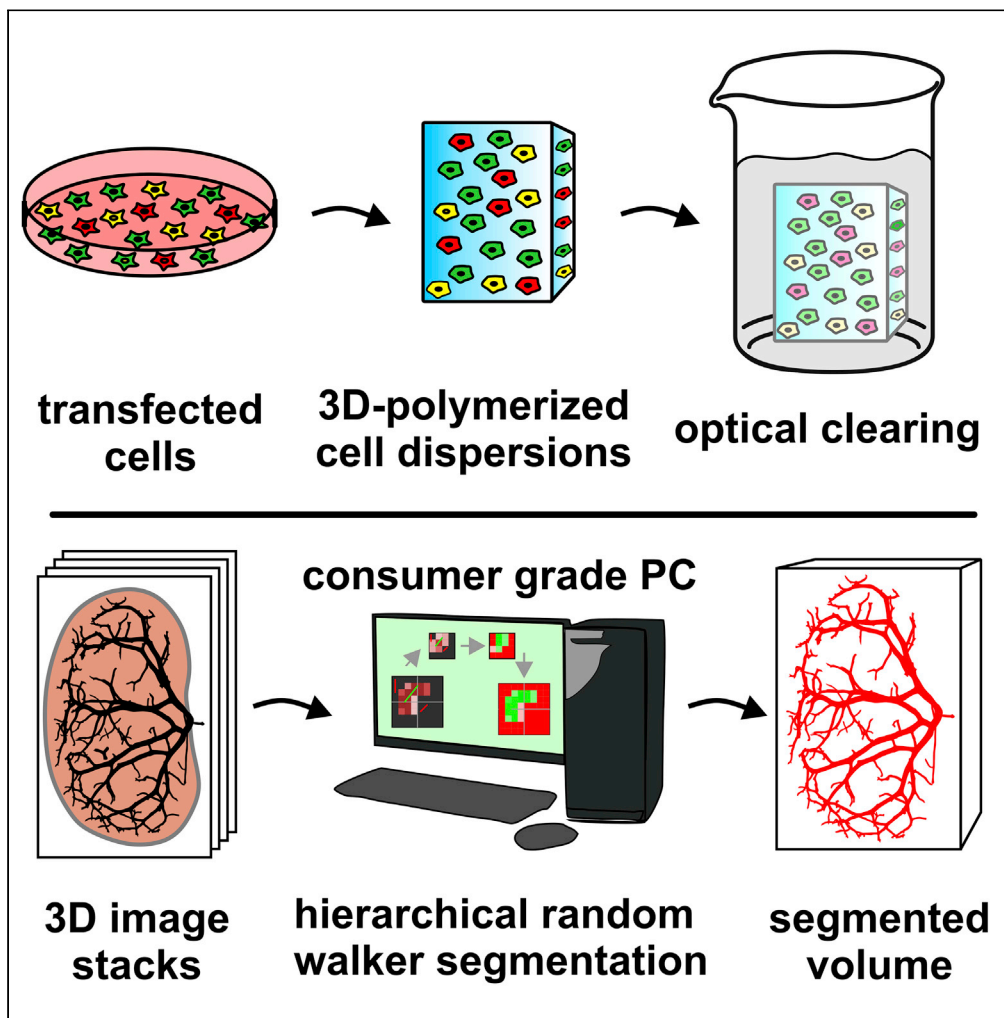 transfected
cells
3D-polymerized
cell dispersions
optical clearing
consumer grade PC
3D image
stacks
hierarchical random
walker segmentation
segmented
volume